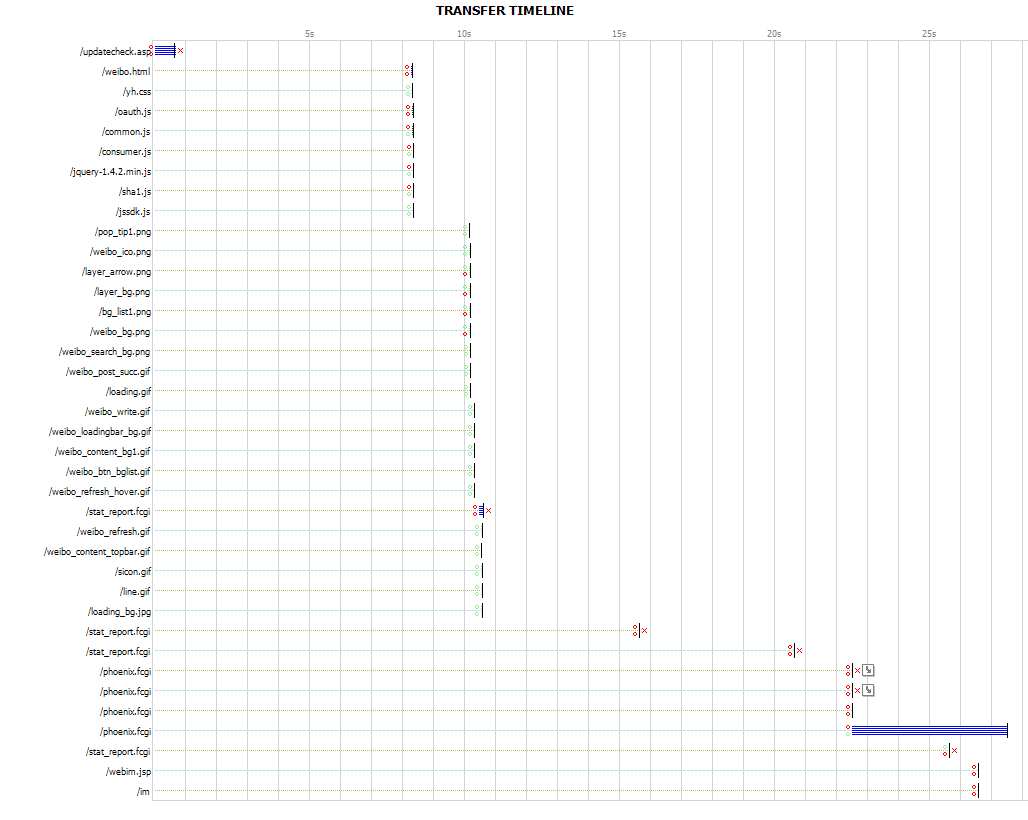 TRANSFER TIMELINE
5s 10s 15s 20s 25s
/updatecheck.asp
/weibo.html
/yh.css
/oauth.js
/common.js
/consumer.js
/jquery-1.4.2.min.js
/sha1.js
/jssdk.js
/pop_tip1.png
/weibo_ico.png
/layer_arrow.png
/layer_bg.png
/bg_list1.png
/weibo_bg.png
/weibo_search_bg.png
/weibo_post_succ.gif
/loading.gif
/weibo_write.gif
/weibo_loadingbar_bg.gif
/weibo_content_bg1.gif
/weibo_btn_bglist.gif
/weibo_refresh_hover.gif
/stat_report.fcgi
/weibo_refresh.gif
/weibo_content_topbar.gif
/sicon.gif
/line.gif
/loading_bg.jpg
/stat_report.fcgi
/stat_report.fcgi
/phoenix.fcgi
/phoenix.fcgi
/phoenix.fcgi
/phoenix.fcgi
/stat_report.fcgi
/webim.jsp
/im